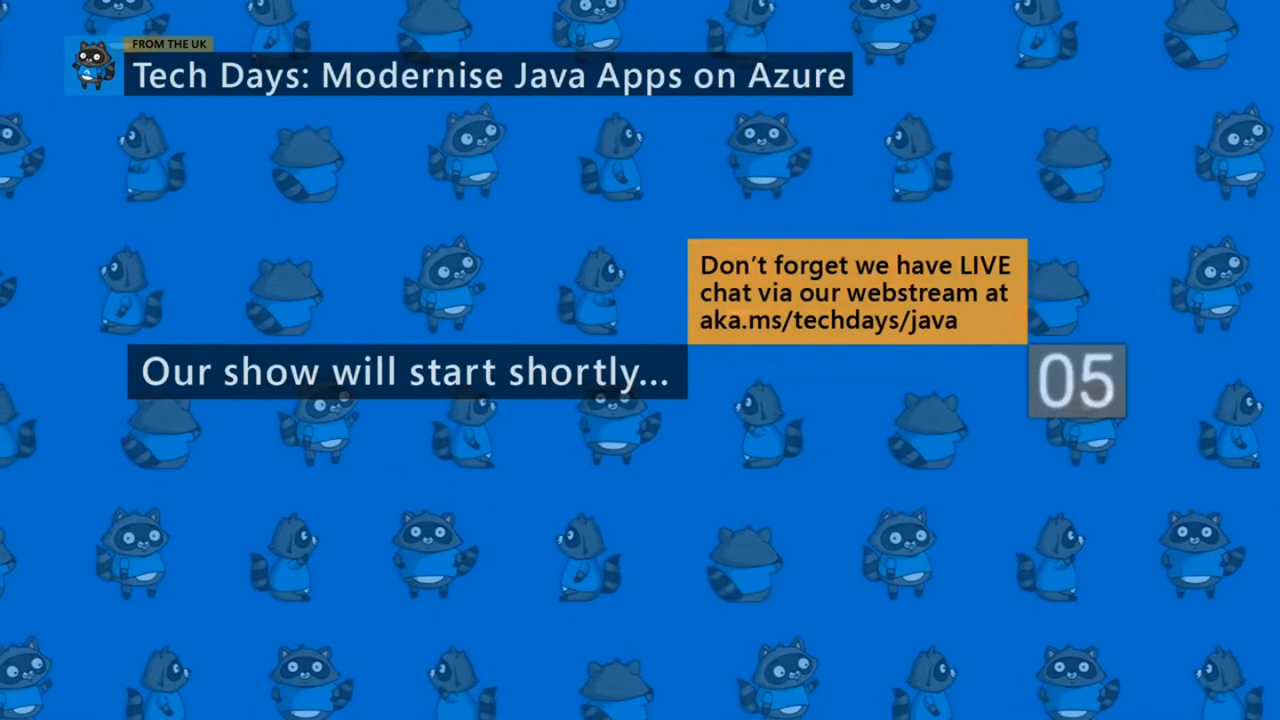 FROM THE UK
Tech Days: Modernise Java Apps on Azure
Don't forget we have LIVE
chat via our webstream at
aka.ms/techdays/java
Our show will start shortly...
05